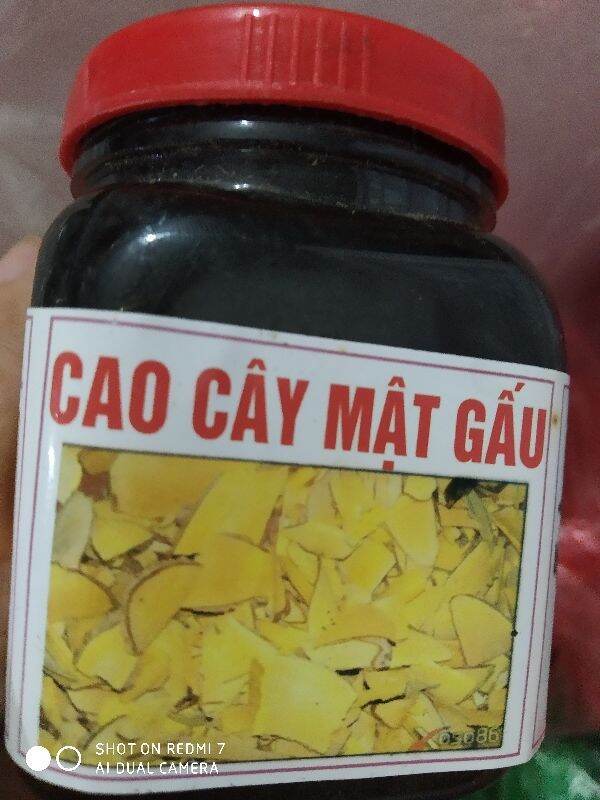 CAO CÂY MẬT GẤU
SHOT ON REDMI 7
AI DUAL CAMERA